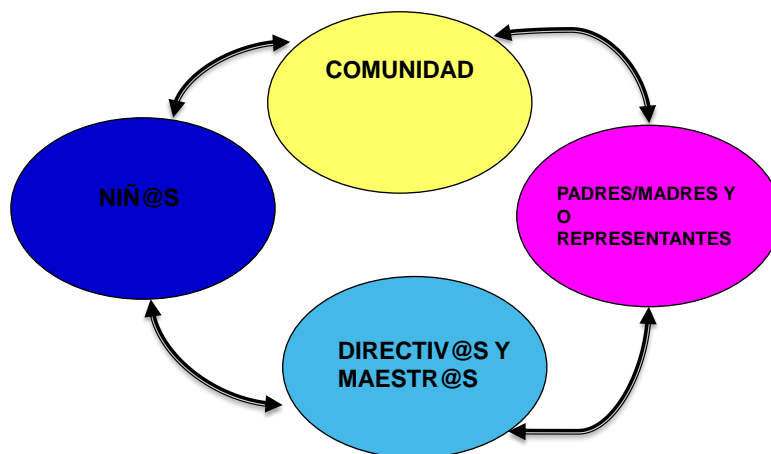 COMUNIDAD
NIÑ@S
PADRES/MADRES Y
O
REPRESENTANTES
DIRECTIV@S Y
MAESTR@S